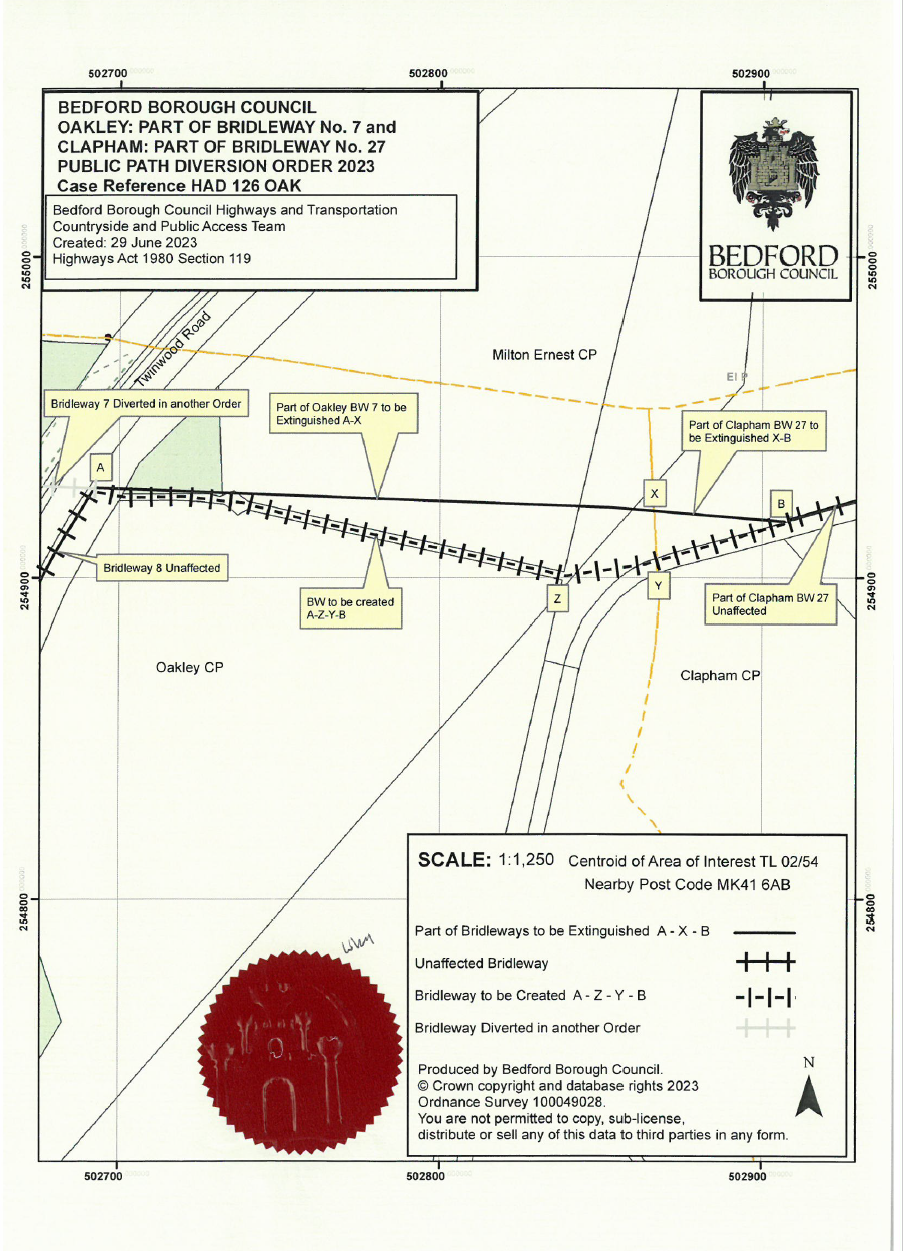 502700
502800
502900
BEDFORD BOROUGH COUNCIL
OAKLEY: PART OF BRIDLEWAY No. 7 and
CLAPHAM: PART OF BRIDLEWAY No. 27
PUBLIC PATH DIVERSION ORDER 2023
Case Reference HAD 126 OAK
Bedford Borough Council Highways and Transportation
Countryside and Public Access Team
Created: 29 June 2023
Highways Act 1980 Section 119
BEDFORD
BOROUGH COUNCIL
255000
255000
Twinwood Road
Milton Ernest CP
Bridleway 7 Diverted in another Order
Part of Oakley BW 7 to be
Extinguished A-X
Part of Clapham BW 27 to
be Extinguished X-B
A
X
B
Bridleway 8 Unaffected
254900
254900
BW to be created
A-Z-Y-B
Z
Y
Part of Clapham BW 27
Unaffected
Oakley CP
Clapham CP
SCALE: 1:1,250 Centroid of Area of Interest TL 02/54
Nearby Post Code MK41 6AB
254800
254800
Part of Bridleways to be Extinguished A - X - B
Unaffected Bridleway
Bridleway to be Created A - Z - Y - B
Bridleway Diverted in another Order
Produced by Bedford Borough Council.
© Crown copyright and database rights 2023
Ordnance Survey 100049028.
You are not permitted to copy, sub-license,
distribute or sell any of this data to third parties in any form.
N
502700
502800
502900